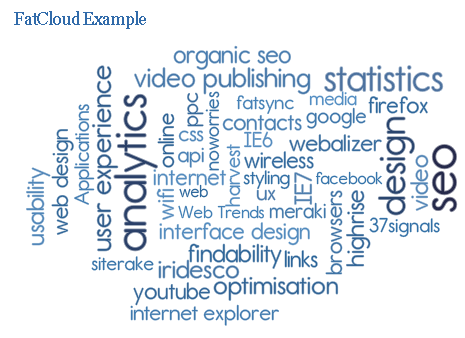 FatCloud Example
organic seo
video publishing
statistics
fatsync
media
firefox
ppc
contacts
google
noworries
user experience
Applications
analytics
online
css
IE6
webalizer
design
seo
web design
usability
api
harvest
wireless
internet
styling
IE7
facebook
video
wifi
web
ux
Web Trends
meraki
browsers
highrise
37signals
interface design
findability
links
siterake
iridesco
youtube
optimisation
internet explorer